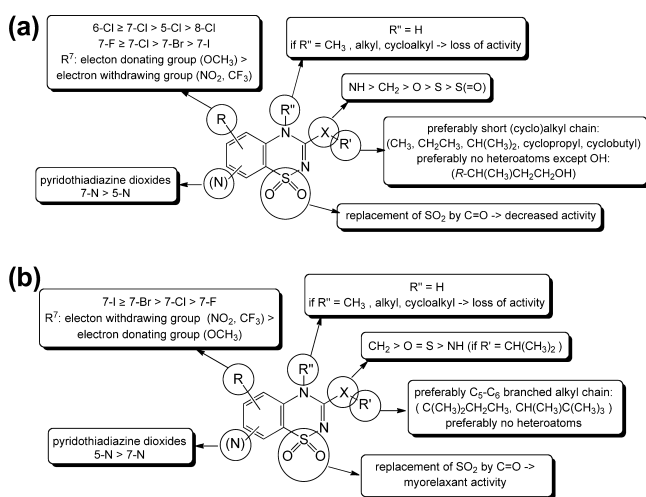 (a)
6-Cl ≥ 7-Cl > 5-Cl > 8-Cl
7-F ≥ 7-Cl > 7-Br > 7-I
R⁷: electon donating group (OCH₃) >
electron withdrawing group (NO₂, CF₃)
R" = H
if R" = CH₃ , alkyl, cycloalkyl -> loss of activity
NH > CH₂ > O > S > S(=O)
R
R"
N
X
R'
N
S
O
O
(N)
preferably short (cyclo)alkyl chain:
(CH₃, CH₂CH₃, CH(CH₃)₂, cyclopropyl, cyclobutyl)
preferably no heteroatoms except OH:
(R-CH(CH₃)CH₂CH₂OH)
pyridothiadiazine dioxides
7-N > 5-N
replacement of SO₂ by C=O -> decreased activity
(b)
7-I ≥ 7-Br > 7-Cl > 7-F
R⁷: electon withdrawing group (NO₂, CF₃) >
electron donating group (OCH₃)
R" = H
if R" = CH₃ , alkyl, cycloalkyl -> loss of activity
CH₂ > O = S > NH (if R' = CH(CH₃)₂ )
R
R"
N
X
R'
N
S
O
O
(N)
preferably C₅-C₆ branched alkyl chain:
( C(CH₃)₂CH₂CH₃, CH(CH₃)C(CH₃)₃ )
preferably no heteroatoms
pyridothiadiazine dioxides
5-N > 7-N
replacement of SO₂ by C=O ->
myorelaxant activity